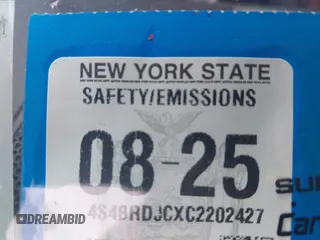 NEW YORK STATE
SAFETY/EMISSIONS
08-25
4S4BRDJCXC2202427
DREAMBID